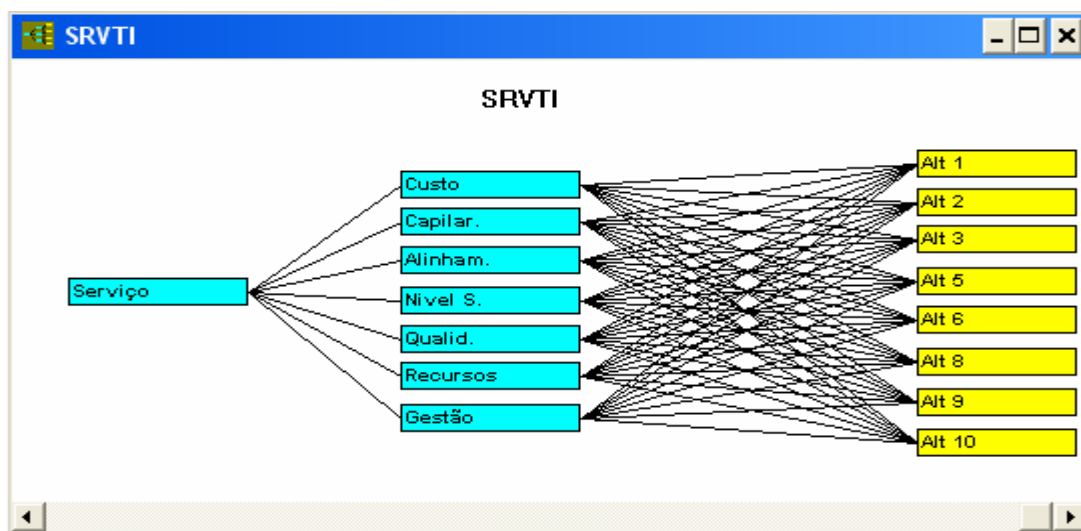 SRVTI
SRVTI
Serviço
Custo
Capilar.
Alinham.
Nivel S.
Qualid.
Recursos
Gestão
Alt 1
Alt 2
Alt 3
Alt 5
Alt 6
Alt 8
Alt 9
Alt 10